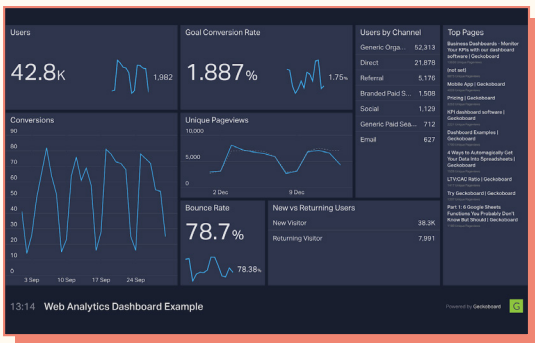 Users
42.8K
1,982
Goal Conversion Rate
1.887%
1.75%
Users by Channel
Generic Orga... 52,313
Direct 21,876
Referral 5,176
Branded Paid S... 1,508
Social 1,129
Generic Paid Sea... 712
Email 627
Top Pages
Business Dashboards - Monitor
Your KPIs with our dashboard
software | Geckoboard
(not set)
Mobile App | Geckoboard
Pricing | Geckoboard
KPI dashboard software |
Geckoboard
Dashboard Examples |
Geckoboard
4 Ways to Automagically Get
Your Data Into Spreadsheets |
Geckoboard
LTV:CAC Ratio | Geckoboard
Try Geckoboard | Geckoboard
Part 1: 6 Google Sheets
Functions You Probably Don't
Know But Should | Geckoboard
Conversions
90
80
70
60
50
40
30
20
10
0
3 Sep 10 Sep 17 Sep 24 Sep
Unique Pageviews
10,000
5,000
0
2 Dec 9 Dec
Bounce Rate
78.7%
78.38%
New vs Returning Users
New Visitor 38.3K
Returning Visitor 7,991
13:14 Web Analytics Dashboard Example
Powered by Geckoboard
G